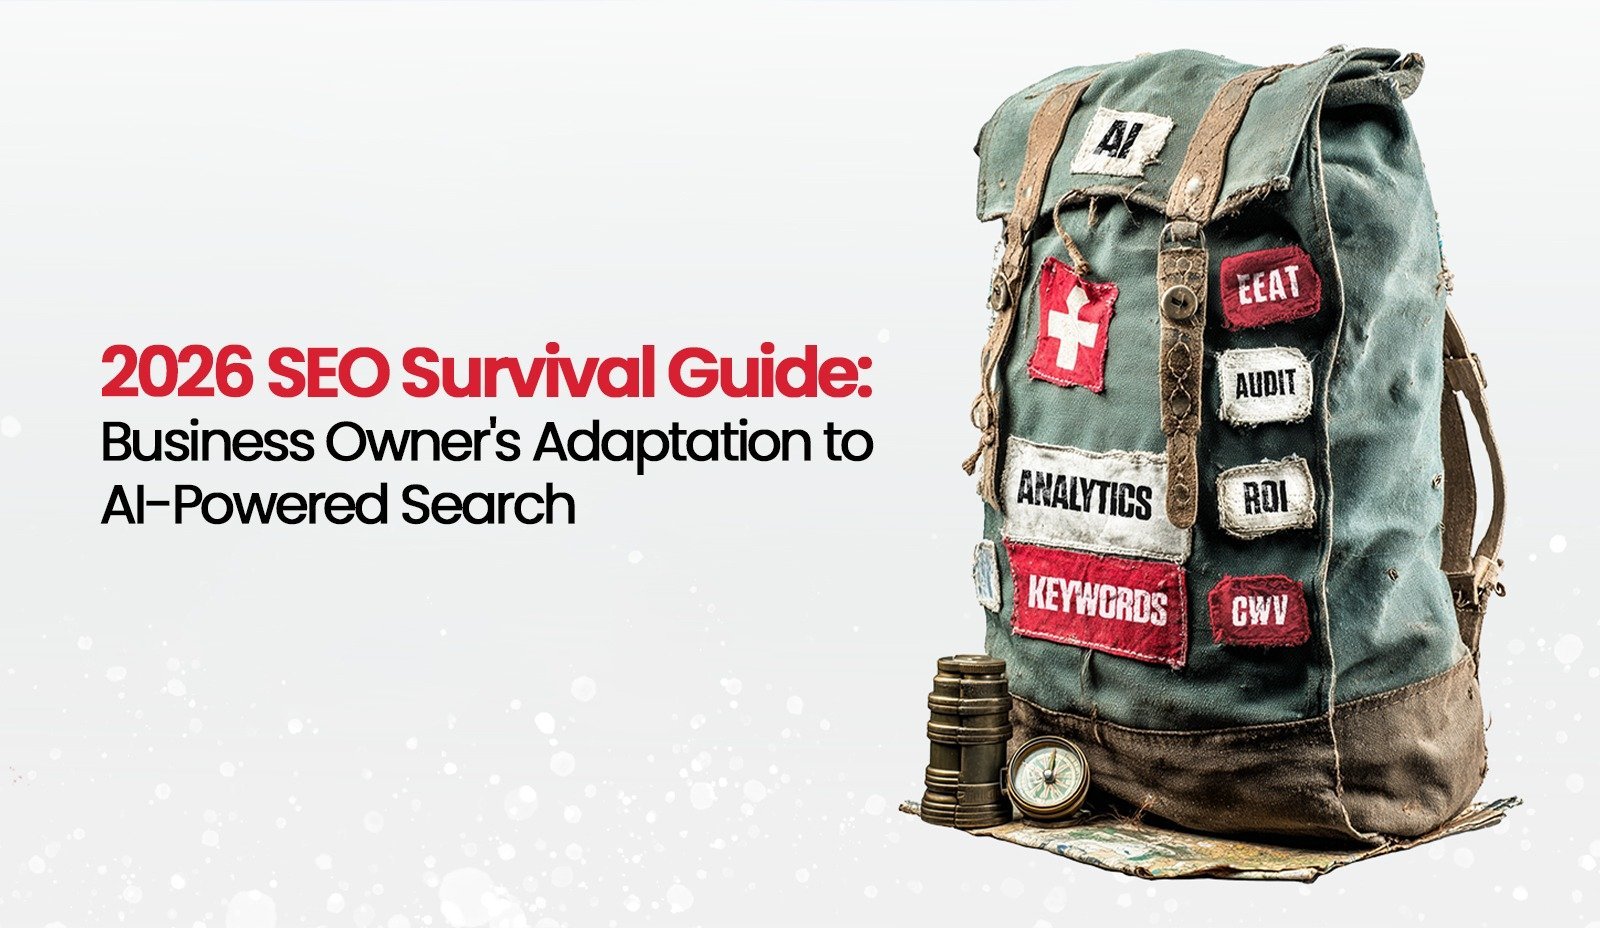 2026 SEO Survival Guide:
Business Owner's Adaptation to
AI-Powered Search
AI
EEAT
AUDIT
ANALYTICS
ROI
KEYWORDS
CWV